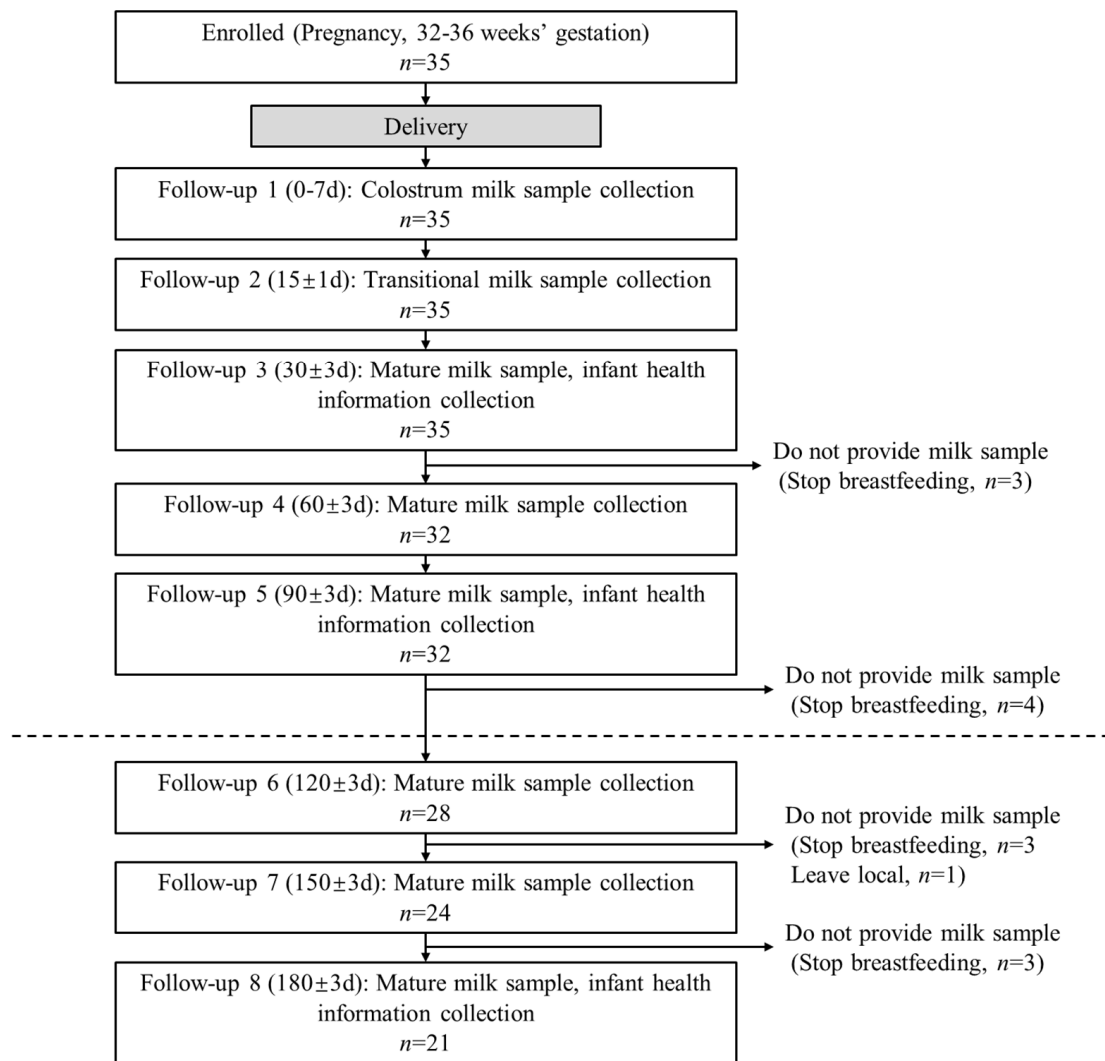 Enrolled (Pregnancy, 32-36 weeks' gestation)
n=35
Delivery
Follow-up 1 (0-7d): Colostrum milk sample collection
n=35
Follow-up 2 (15±1d): Transitional milk sample collection
n=35
Follow-up 3 (30±3d): Mature milk sample, infant health
information collection
n=35
Do not provide milk sample
(Stop breastfeeding, n=3)
Follow-up 4 (60±3d): Mature milk sample collection
n=32
Follow-up 5 (90±3d): Mature milk sample, infant health
information collection
n=32
Do not provide milk sample
(Stop breastfeeding, n=4)
Follow-up 6 (120±3d): Mature milk sample collection
n=28
Do not provide milk sample
(Stop breastfeeding, n=3
Leave local, n=1)
Follow-up 7 (150±3d): Mature milk sample collection
n=24
Do not provide milk sample
(Stop breastfeeding, n=3)
Follow-up 8 (180±3d): Mature milk sample, infant health
information collection
n=21